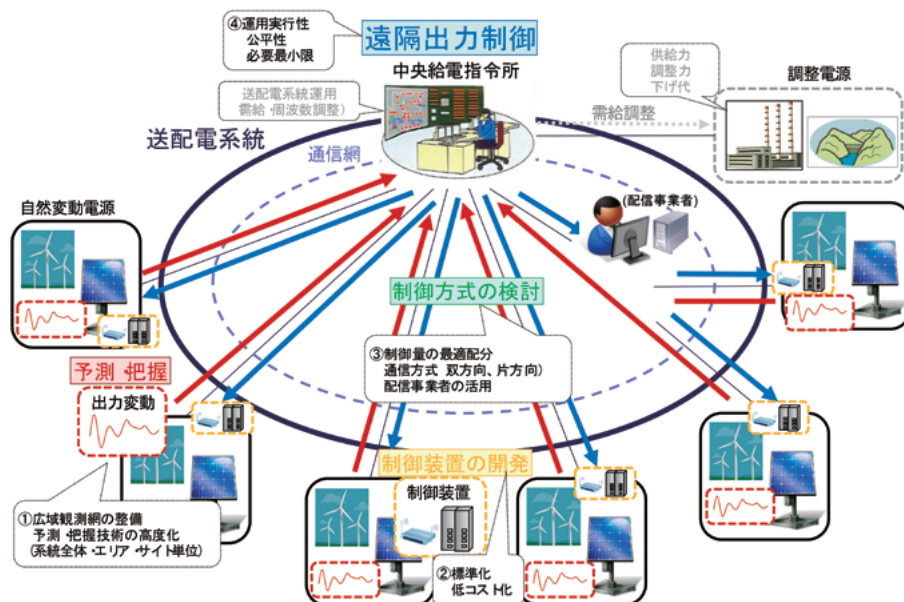 ④運用実行性
公平性
必要最小限
遠隔出力制御
中央給電指令所
送配電系統運用
需給・周波数調整）
供給力
調整力
下げ代
調整電源
需給調整
送配電系統
通信網
自然変動電源
(配信事業者)
制御方式の検討
③制御量の最適配分
通信方式 双方向、片方向）
配信事業者の活用
予測・把握
出力変動
①広域観測網の整備
予測・把握技術の高度化
(系統全体・エリア・サイト単位)
制御装置の開発
制御装置
②標準化
低コスト化